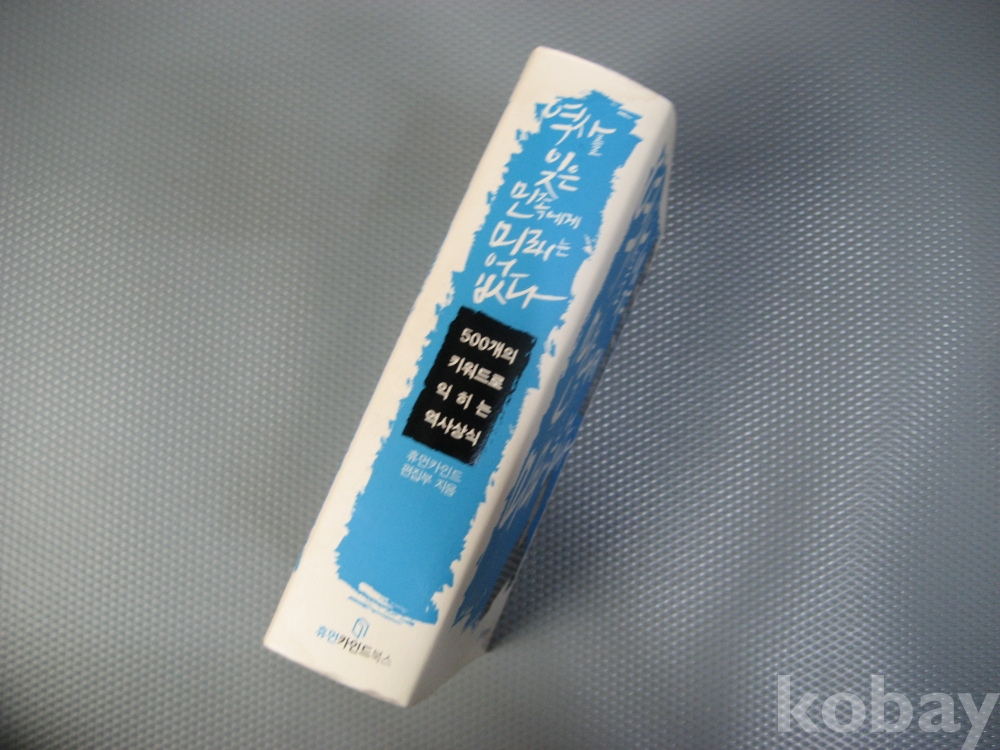 역사를
잊은
민족에게
미래는
없다
500개의
키워드로
익히는
역사상식
휴먼카인드
편집부 지음
휴먼카인드북스
kobay